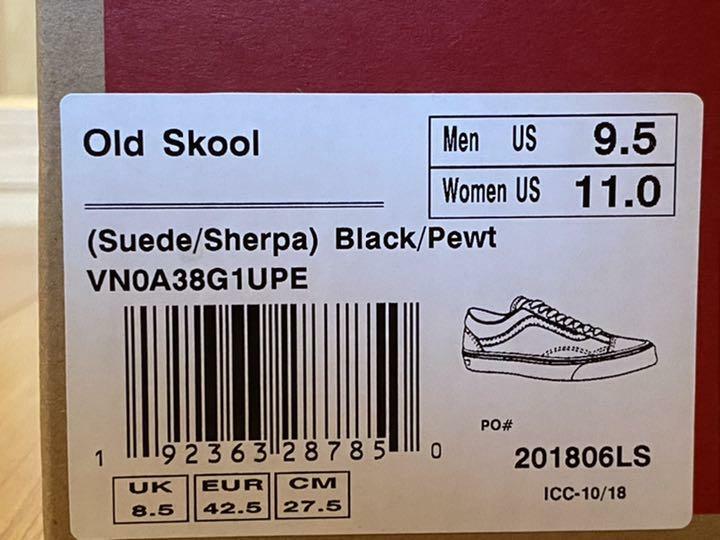 Old Skool
Men US 9.5
Women US 11.0
(Suede/Sherpa) Black/Pewt
VN0A38G1UPE
1 92363 28785 0
PO#
201806LS
ICC-10/18
UK EUR CM
8.5 42.5 27.5